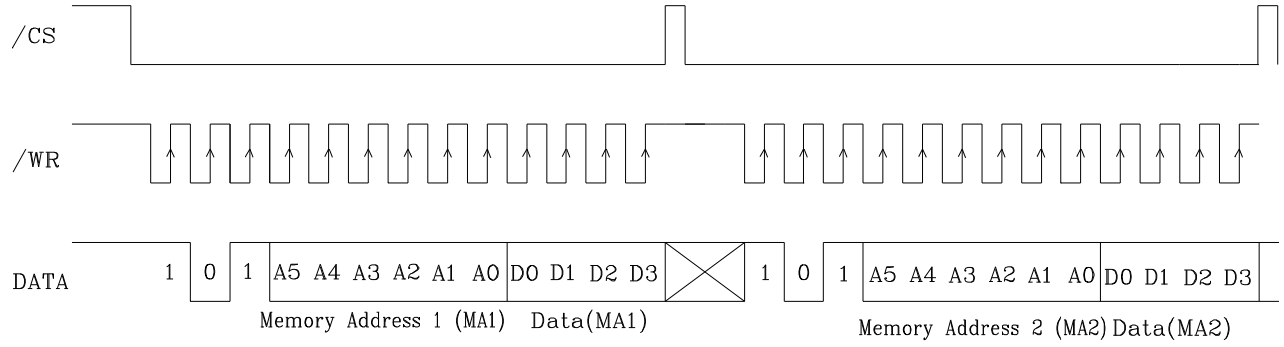 /CS
/WR
DATA 1 0 1 A5 A4 A3 A2 A1 A0 D0 D1 D2 D3 1 0 1 A5 A4 A3 A2 A1 A0 D0 D1 D2 D3
Memory Address 1 (MA1) Data(MA1) Memory Address 2 (MA2) Data(MA2)